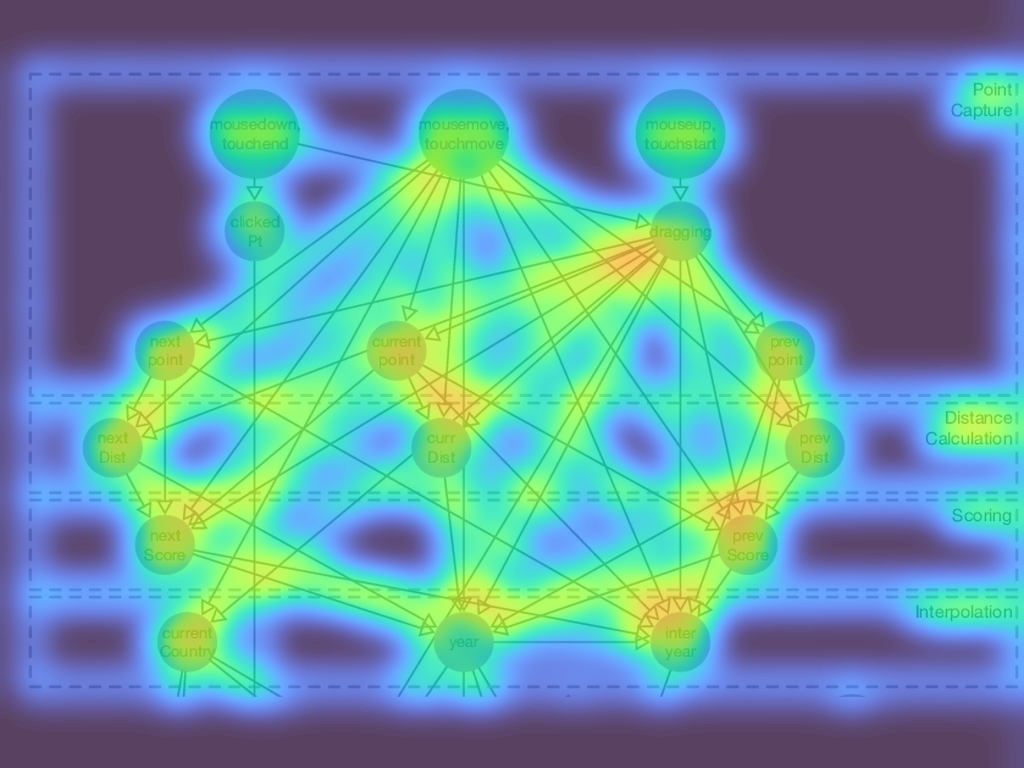 Point
Capture
mousedown,
touchend
mousemove,
touchmove
mouseup,
touchstart
clicked
Pt
dragging
next
point
current
point
prev
point
next
Dist
curr
Dist
prev
Dist
Distance
Calculation
next
Score
prev
Score
Scoring
current
Country
year
inter
year
Interpolation